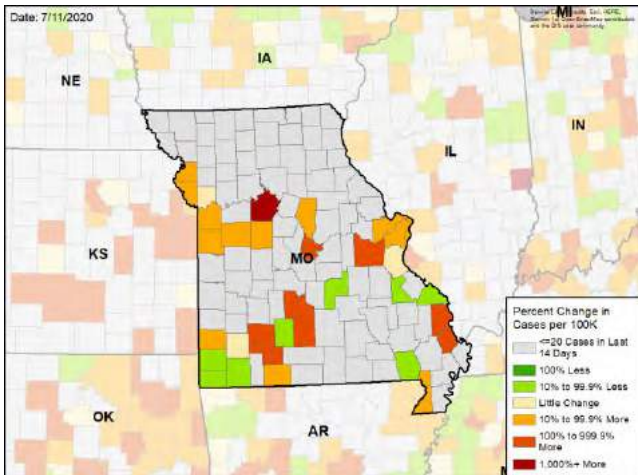 Date: 7/11/2020
MI
IA
NE
IL
IN
KS
MO
OK
AR
Percent Change in
Cases per 100K
<=20 Cases in Last
14 Days
100% Less
10% to 99.9% Less
Little Change
10% to 99.9% More
100% to 999.9%
More
1,000%+ More